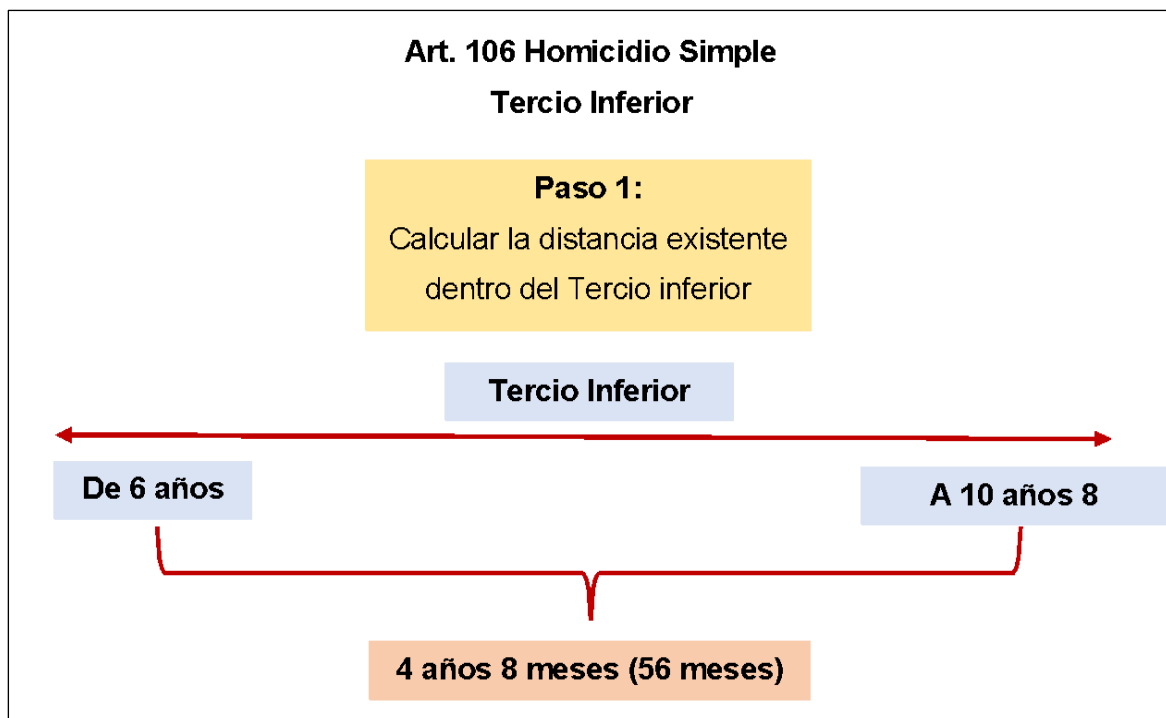 Art. 106 Homicidio Simple
Tercio Inferior
Paso 1:
Calcular la distancia existente
dentro del Tercio inferior
Tercio Inferior
De 6 años
A 10 años 8
4 años 8 meses (56 meses)